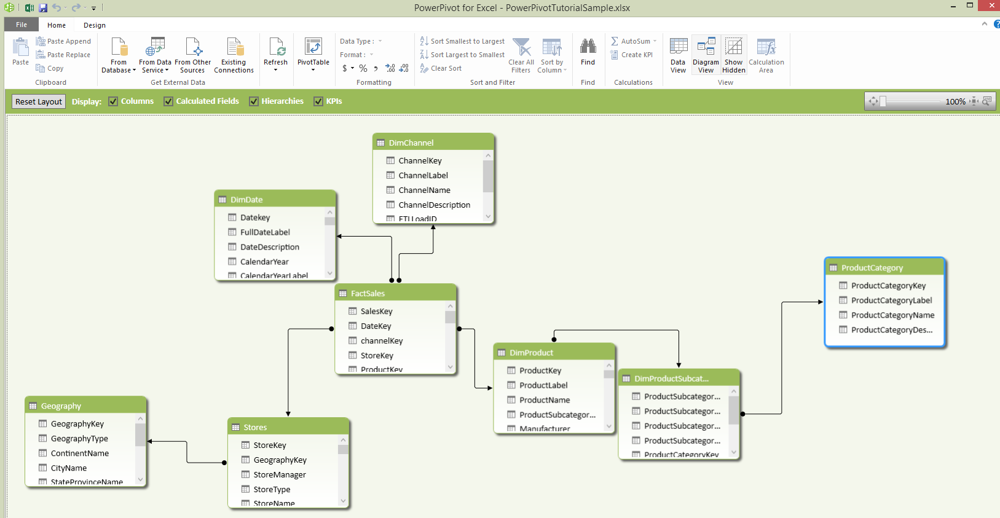 PowerPivot for Excel - PowerPivotTutorialSample.xlsx
File Home Design
Paste
Paste Append
Paste Replace
Copy
Clipboard
From Database
From Data Service
From Other Sources
Existing Connections
Get External Data
Refresh
PivotTable
Data Type :
Format :
$ % , .00 .0 .00
Formatting
Sort Smallest to Largest
Sort Largest to Smallest
Clear Sort
Clear All Filters
Sort by Column
Sort and Filter
Find
Find
AutoSum
Create KPI
Calculations
Data View
Diagram View
Show Hidden
Calculation Area
View
Reset Layout Display: Columns Calculated Fields Hierarchies KPIs 100%
DimChannel
ChannelKey
ChannelLabel
ChannelName
ChannelDescription
ETLLoadID
DimDate
Datekey
FullDateLabel
DateDescription
CalendarYear
CalendarYearLabel
FactSales
SalesKey
DateKey
channelKey
StoreKey
ProductKey
ProductCategory
ProductCategoryKey
ProductCategoryLabel
ProductCategoryName
ProductCategoryDes...
DimProduct
ProductKey
ProductLabel
ProductName
ProductSubcategor...
Manufacturer
DimProductSubcat...
ProductSubcategor...
ProductSubcategor...
ProductSubcategor...
ProductSubcategor...
ProductCategoryKey
Geography
GeographyKey
GeographyType
ContinentName
CityName
StateProvinceName
Stores
StoreKey
GeographyKey
StoreManager
StoreType
StoreName